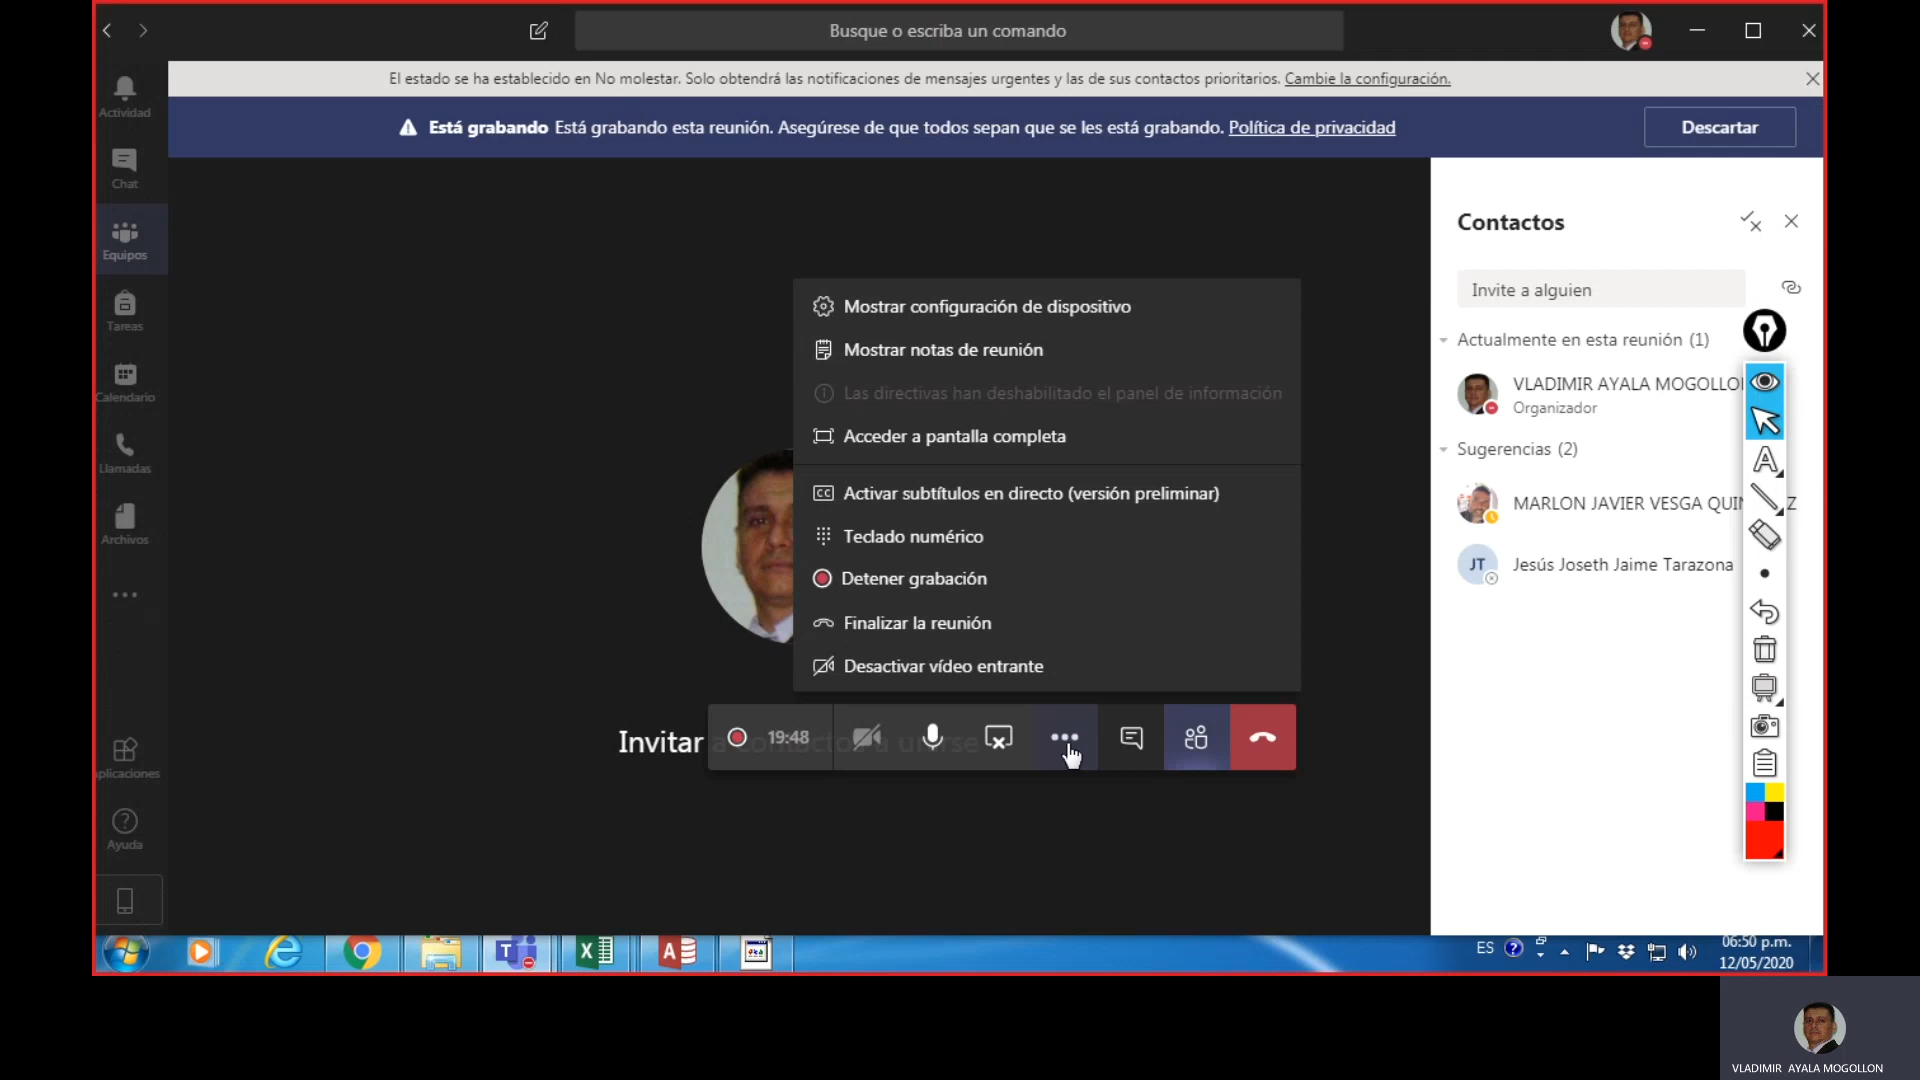 Busque o escriba un comando
El estado se ha establecido en No molestar. Solo obtendrá las notificaciones de mensajes urgentes y las de sus contactos prioritarios. Cambie la configuración.
Está grabando Está grabando esta reunión. Asegúrese de que todos sepan que se les está grabando. Política de privacidad
Descartar
Actividad
Chat
Equipos
Tareas
Calendario
Llamadas
Archivos
plicaciones
Ayuda
Mostrar configuración de dispositivo
Mostrar notas de reunión
Las directivas han deshabilitado el panel de información
Acceder a pantalla completa
CC Activar subtítulos en directo (versión preliminar)
Teclado numérico
Detener grabación
Finalizar la reunión
Desactivar vídeo entrante
Invitar a contactos a unirse
19:48
Contactos
Invite a alguien
Actualmente en esta reunión (1)
VLADIMIR AYALA MOGOLLO
Organizador
Sugerencias (2)
MARLON JAVIER VESGA QUIN Z
JT Jesús Joseth Jaime Tarazona
ES
06:50 p.m.
12/05/2020
VLADIMIR AYALA MOGOLLON